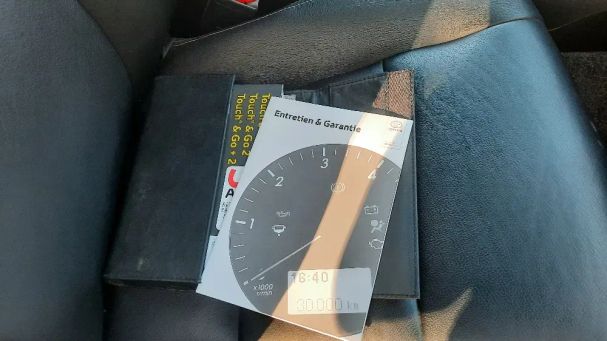 Entretien & Garantie
Touch' & Go 2
Touch' & Go 2
Touch' & Go + 2
1
2
3
4
x1000
tr/min
16:40
30.000 km